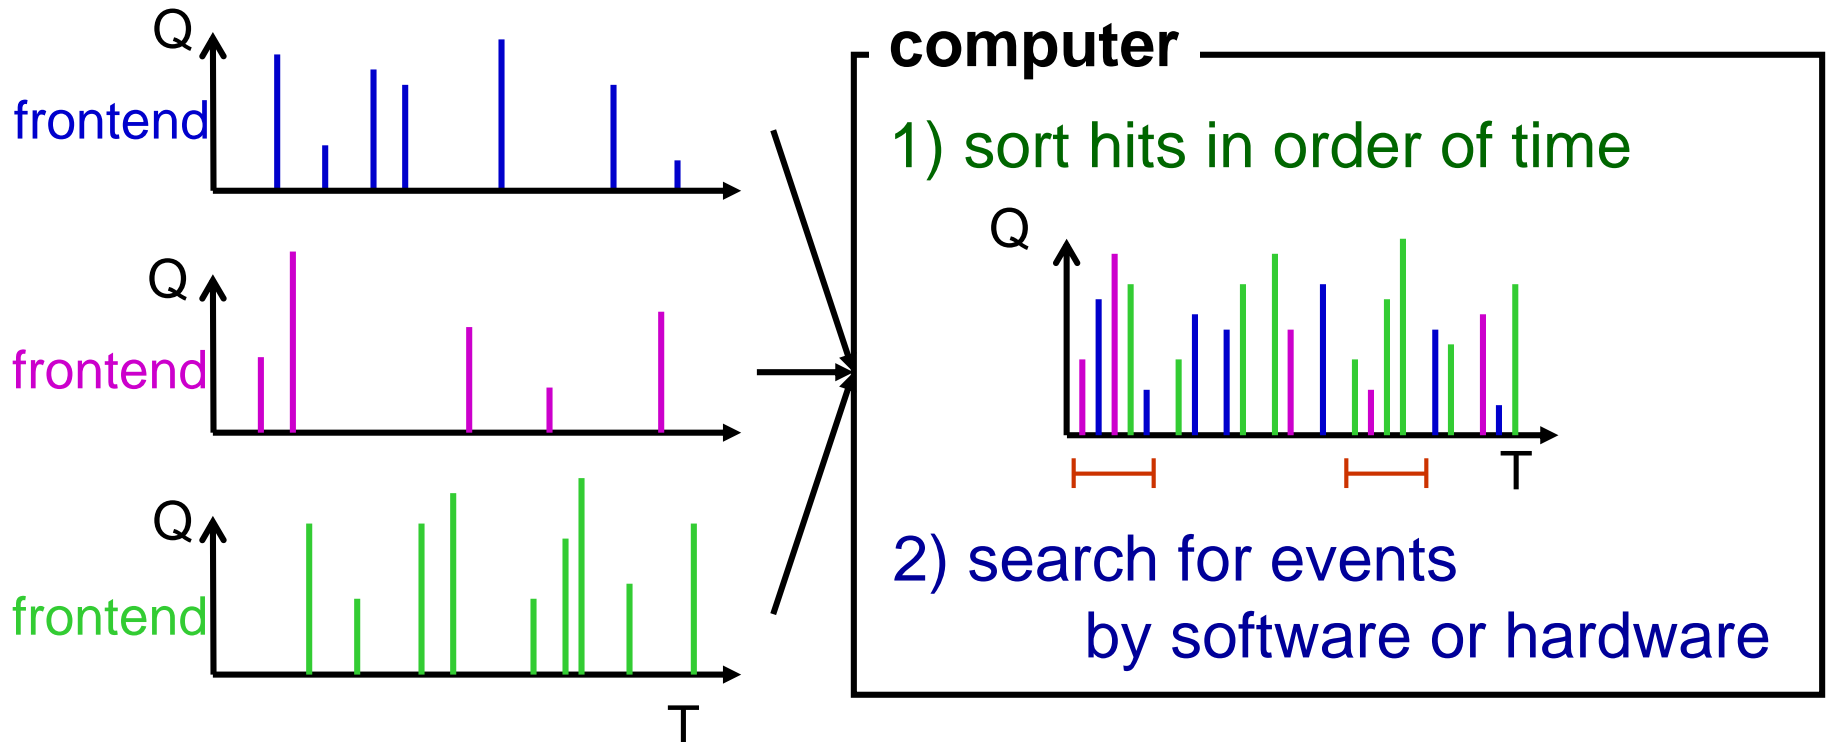 Q
frontend
Q
frontend
Q
frontend
T
computer
1) sort hits in order of time
Q
T
2) search for events
by software or hardware